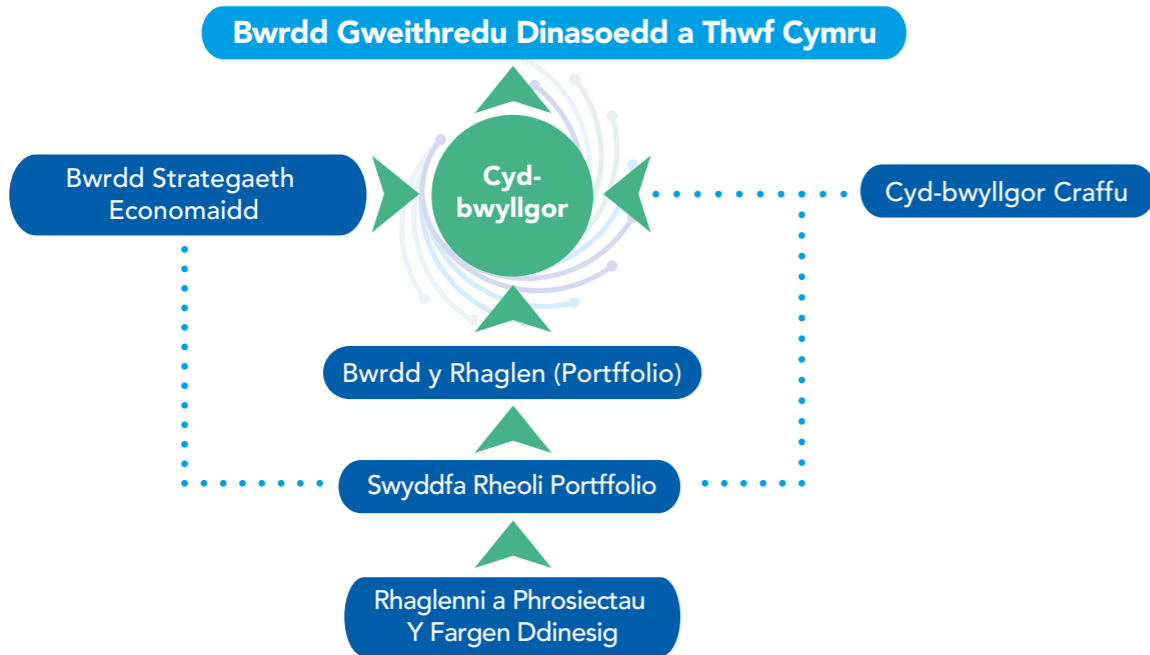 Bwrdd Gweithredu Dinasoedd a Thwf Cymru
Bwrdd Strategaeth
Economaidd
Cyd-
bwyllgor
Cyd-bwyllgor Craffu
Bwrdd y Rhaglen (Portffolio)
Swyddfa Rheoli Portffolio
Rhaglenni a Phrosiectau
Y Fargen Ddinesig